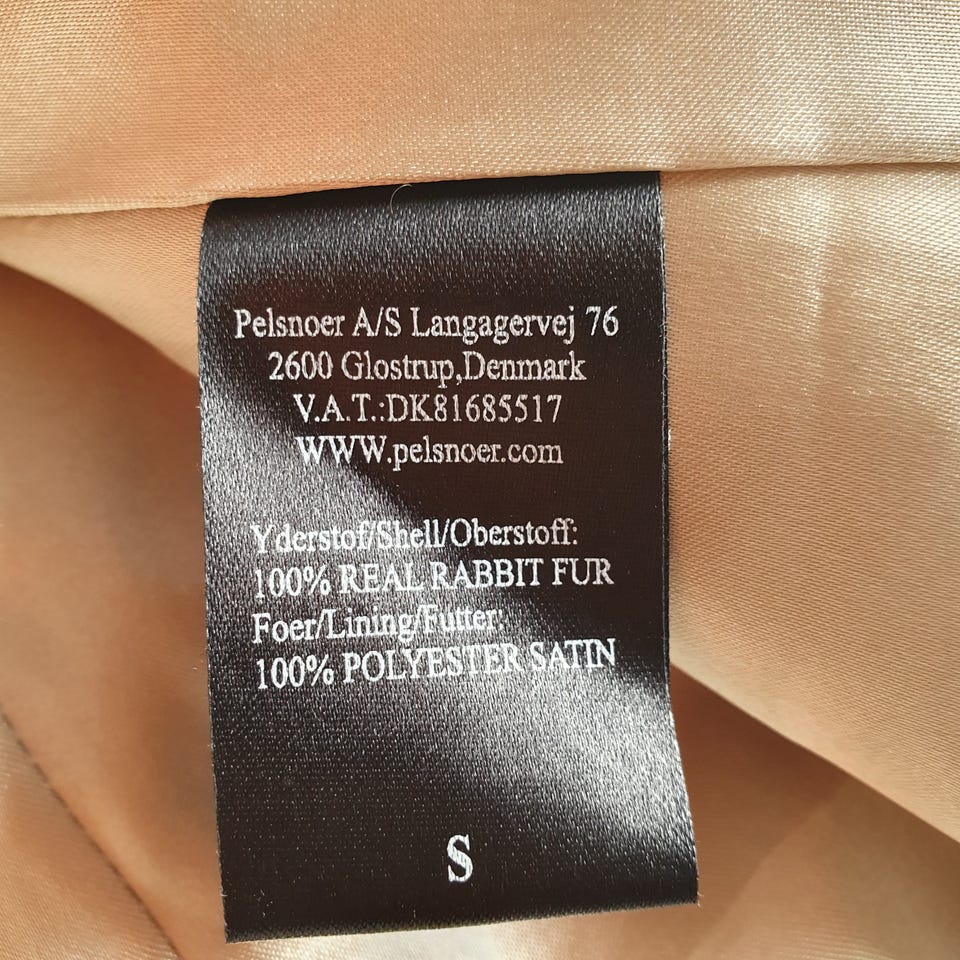 Pelsnoer A/S Langagervej 76
2600 Glostrup,Denmark
V.A.T.:DK81685517
WWW.pelsnoer.com
Yderstof/Shell/Oberstoff:
100% REAL RABBIT FUR
Foer/Lining/Futter:
100% POLYESTER SATIN
S